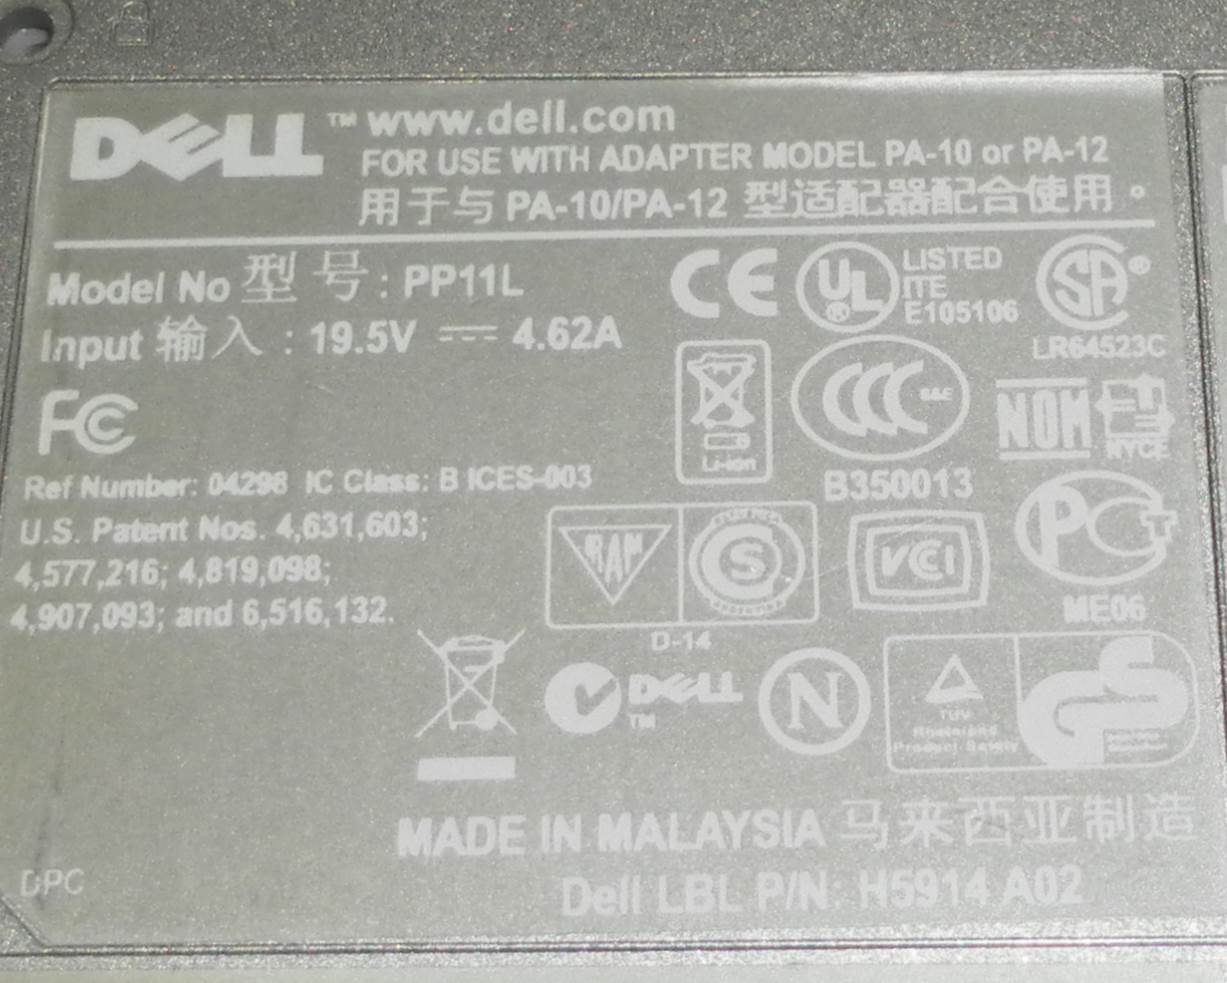 DELL™ www.dell.com
FOR USE WITH ADAPTER MODEL PA-10 or PA-12
用于与 PA-10/PA-12 型适配器配合使用。
Model No 型号: PP11L
Input 输入: 19.5V ⎓ 4.62A
CE
UL ®
LISTED
ITE
E105106
SA ®
LR64523C
FC
Li-ion
CCC S&E
B350013
NOM
NYCE
Ref Number: 04298 IC Class: B ICES-003
U.S. Patent Nos. 4,631,603;
4,577,216; 4,819,098;
4,907,093; and 6,516,132.
RAM
S
ARGENTINA
D-14
VCI
PCT
ME06
DELL
TM
N
TÜV
Rheinland
Product Safety
GS
MADE IN MALAYSIA 马来西亚制造
DPC
Dell LBL P/N: H5914 A02